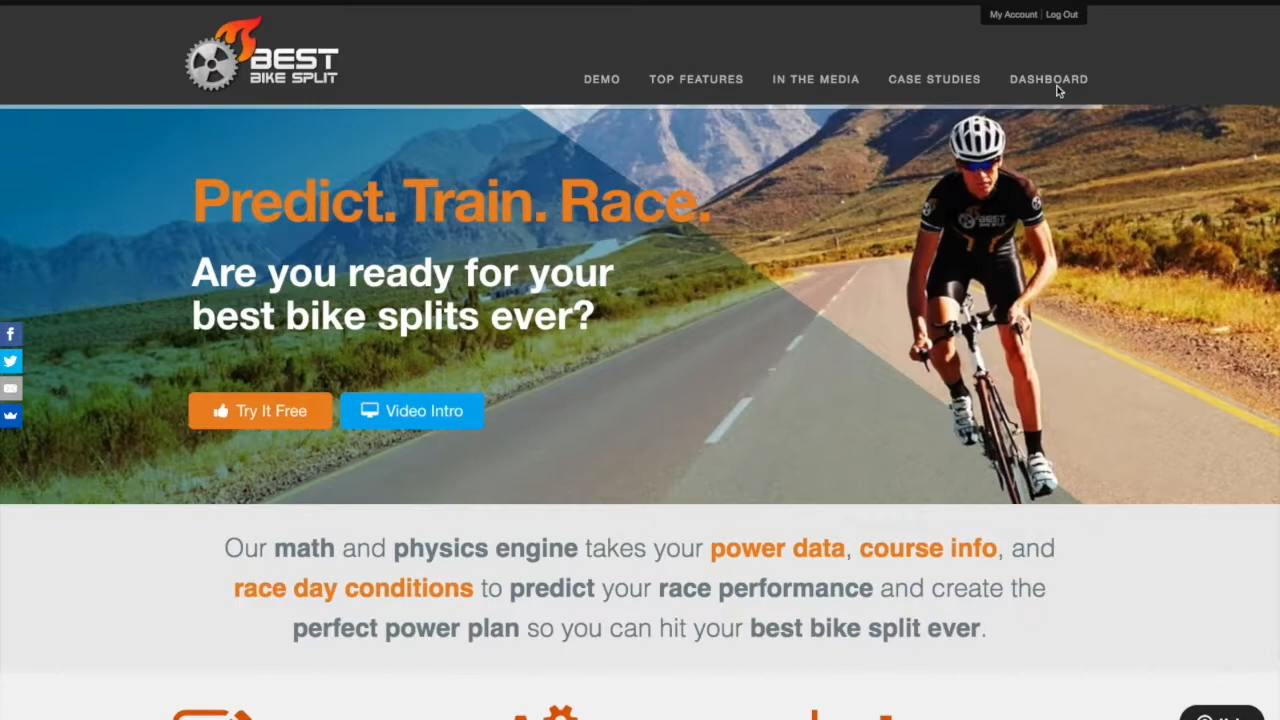 My Account | Log Out
BEST
BIKE SPLIT
DEMO TOP FEATURES IN THE MEDIA CASE STUDIES DASHBOARD
Predict. Train. Race.
Are you ready for your
best bike splits ever?
BEST
BIKE SPLIT
Try It Free Video Intro
Our math and physics engine takes your power data, course info, and
race day conditions to predict your race performance and create the
perfect power plan so you can hit your best bike split ever.